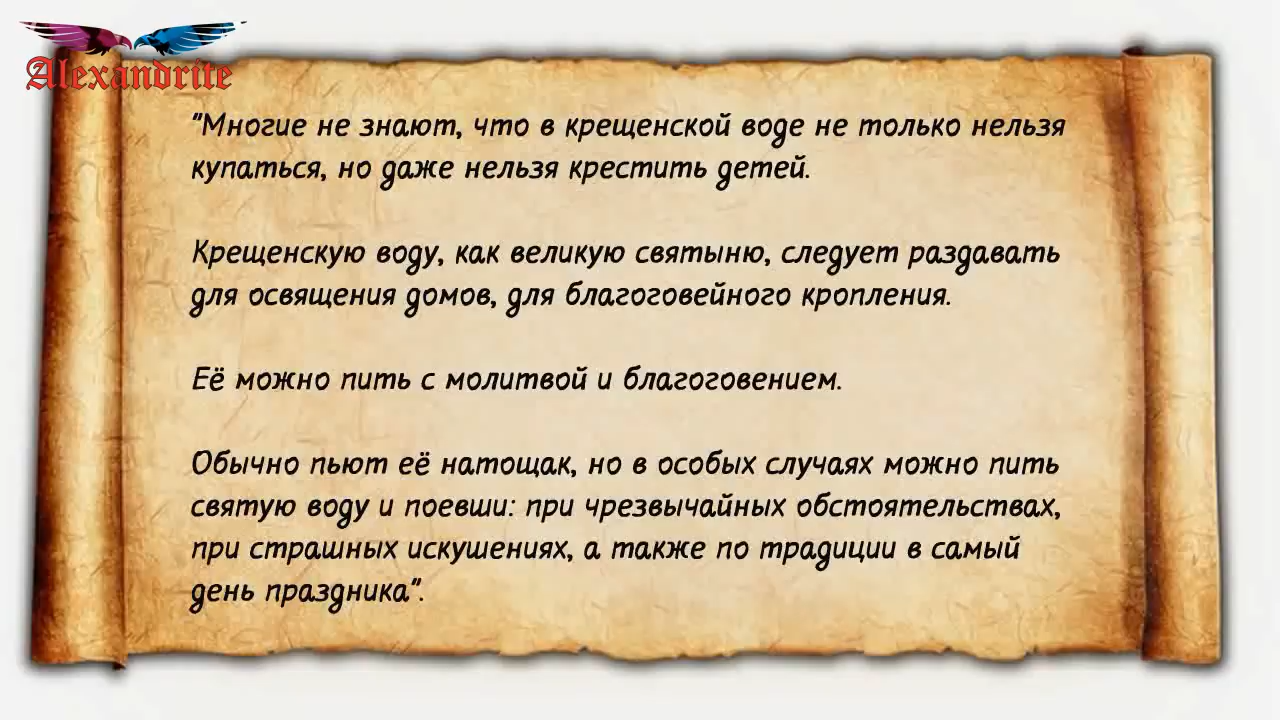 Alexandrite
"Многие не знают, что в крещенской воде не только нельзя
купаться, но даже нельзя крестить детей.
Крещенскую воду, как великую святыню, следует раздавать
для освящения домов, для благоговейного кропления.
Её можно пить с молитвой и благоговением.
Обычно пьют её натощак, но в особых случаях можно пить
святую воду и поевши: при чрезвычайных обстоятельствах,
при страшных искушениях, а также по традиции в самый
день праздника".